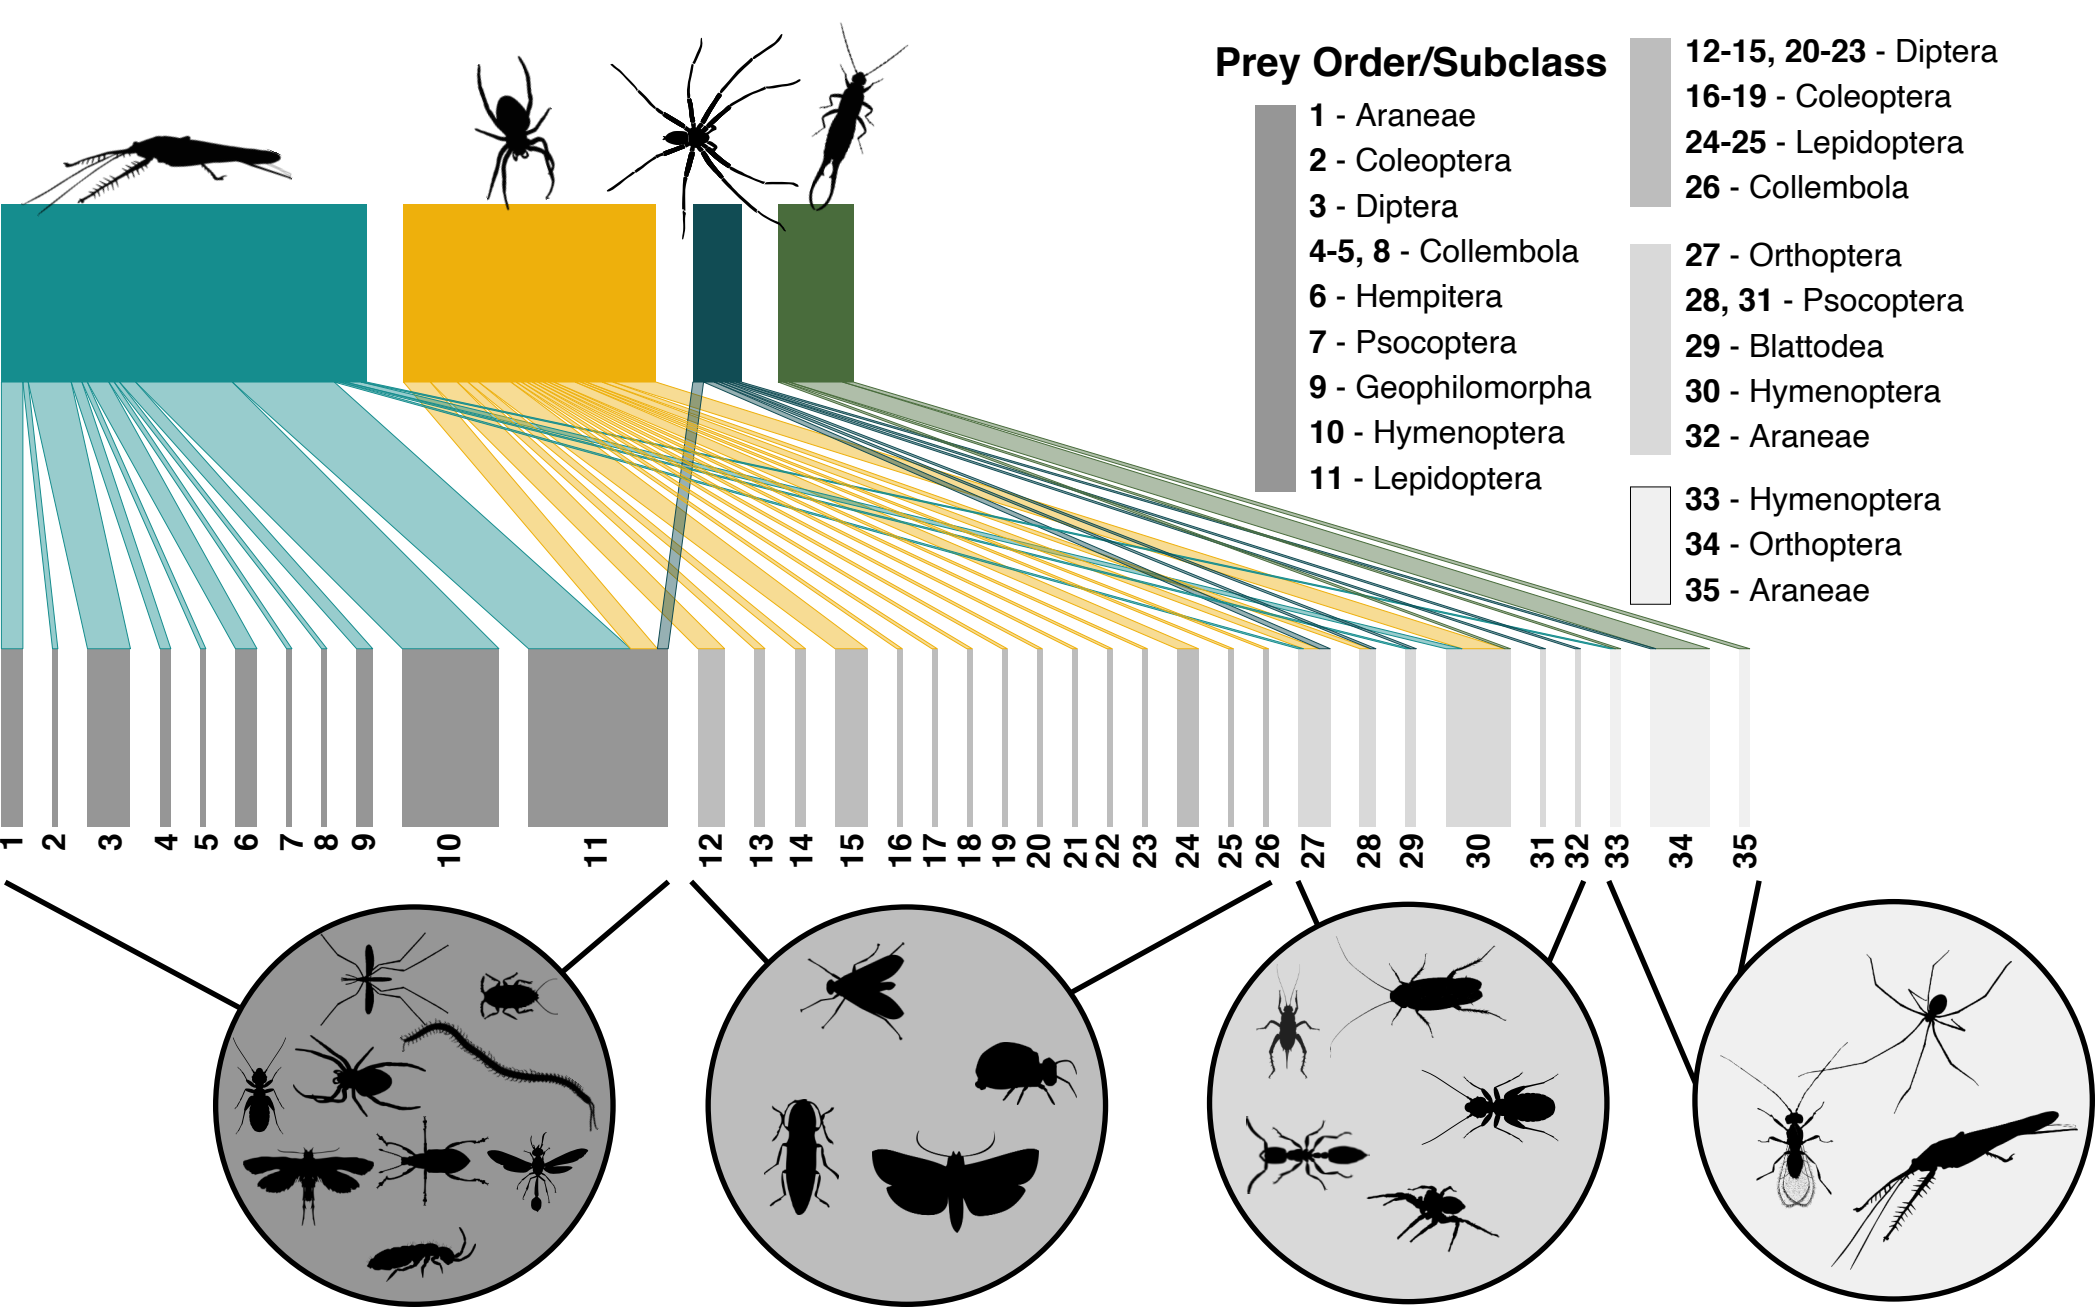 Prey Order/Subclass
1 - Araneae
2 - Coleoptera
3 - Diptera
4-5, 8 - Collembola
6 - Hempitera
7 - Psocoptera
9 - Geophilomorpha
10 - Hymenoptera
11 - Lepidoptera
12-15, 20-23 - Diptera
16-19 - Coleoptera
24-25 - Lepidoptera
26 - Collembola
27 - Orthoptera
28, 31 - Psocoptera
29 - Blattodea
30 - Hymenoptera
32 - Araneae
33 - Hymenoptera
34 - Orthoptera
35 - Araneae
1 2 3 4 5 6 7 8 9 10 11 12 13 14 15 16 17 18 19 20 21 22 23 24 25 26 27 28 29 30 31 32 33 34 35